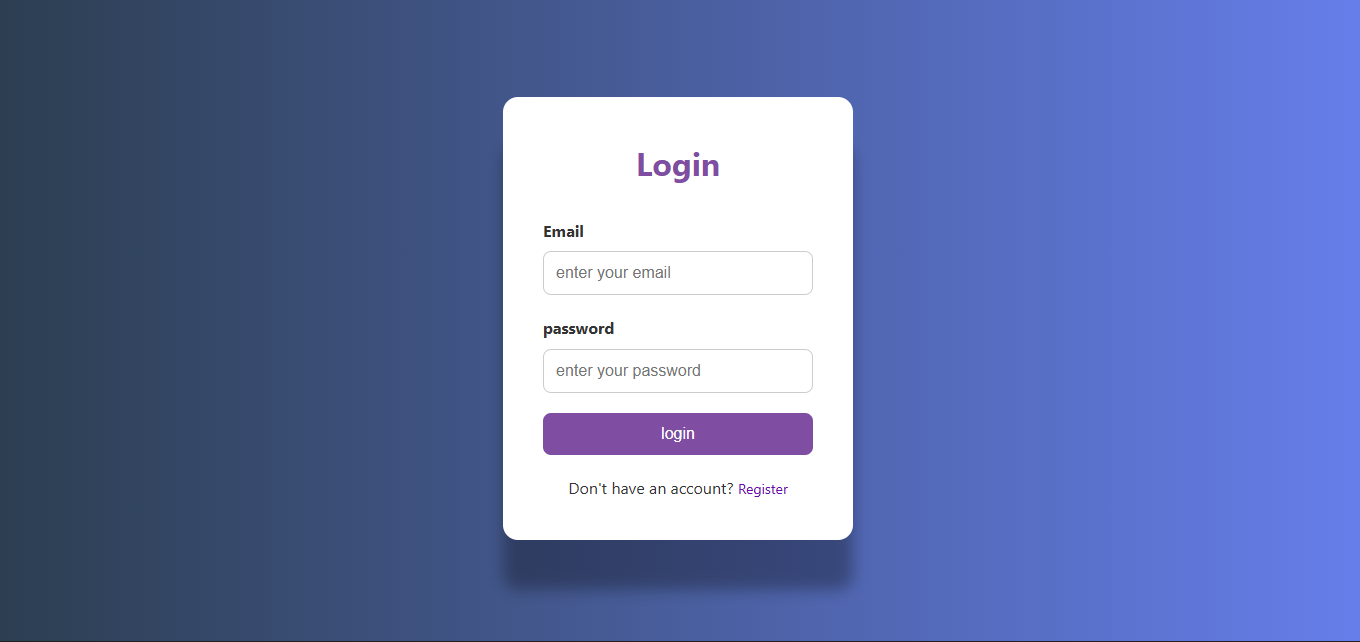 Login
Email
enter your email
password
enter your password
login
Don't have an account? Register